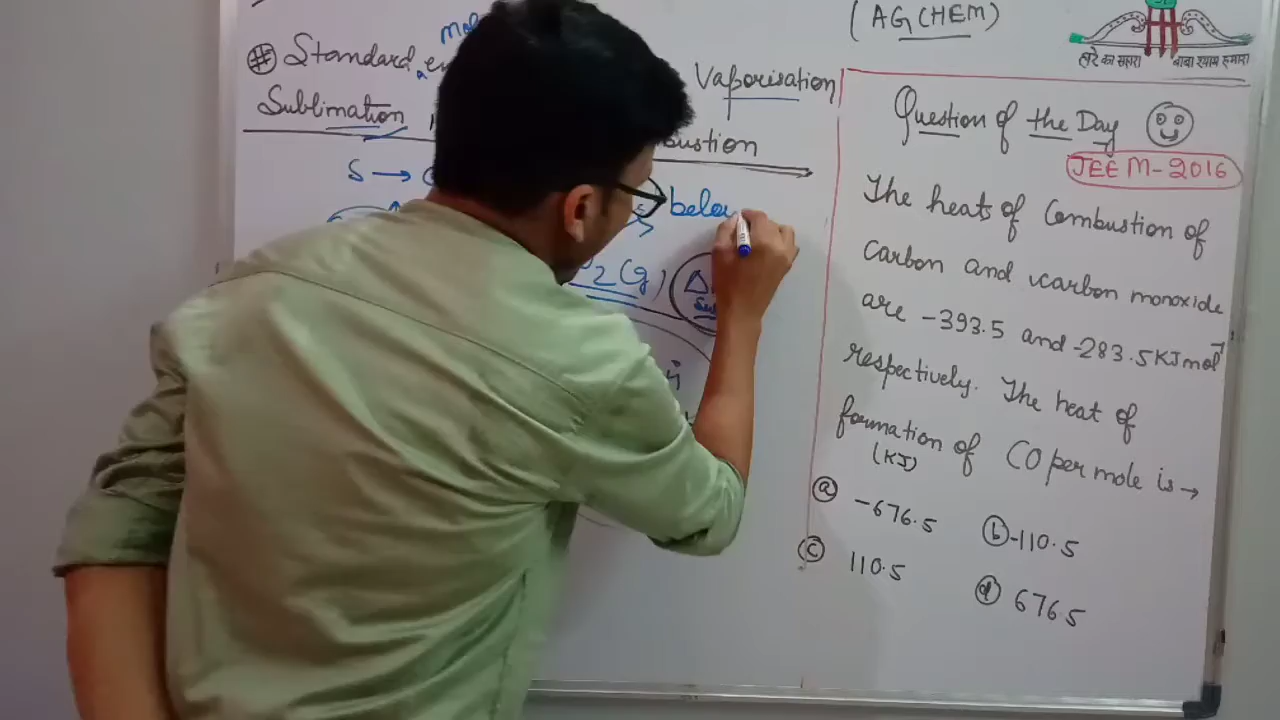 (AG CHEM)
हारे का सहारा बाबा श्याम हमारा
# Standard
Vaporisation
Sublimation
S →
below
2 (g)
Question of the Day
JEE M-2016
The heats of Combustion of
Carbon and carbon monoxide
are -393.5 and -283.5 KJ mol⁻¹
respectively. The heat of
formation of CO per mole is →
(KJ)
(a) -676.5 (b) -110.5
(c) 110.5 (d) 676.5